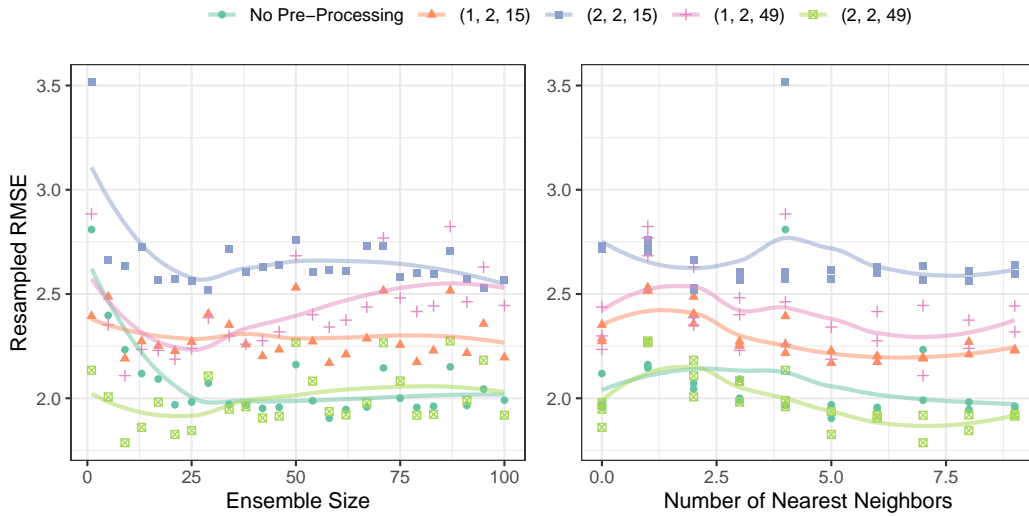 No Pre−Processing (1, 2, 15) (2, 2, 15) (1, 2, 49) (2, 2, 49)
Resampled RMSE
3.5
3.0
2.5
2.0
0 25 50 75 100
Ensemble Size
3.5
3.0
2.5
2.0
0.0 2.5 5.0 7.5
Number of Nearest Neighbors